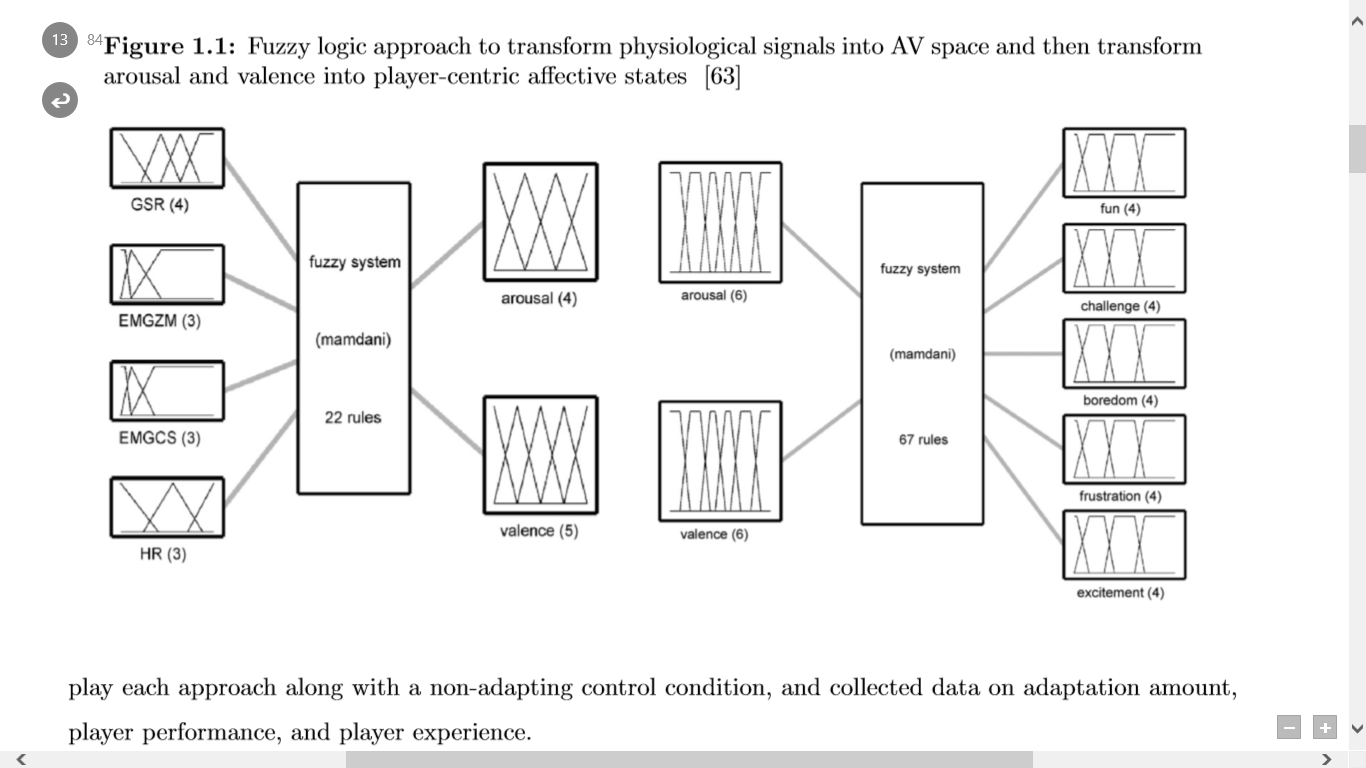 13 84
Figure 1.1: Fuzzy logic approach to transform physiological signals into AV space and then transform
arousal and valence into player-centric affective states [63]
GSR (4)
EMGZM (3)
EMGCS (3)
HR (3)
fuzzy system
(mamdani)
22 rules
arousal (4)
valence (5)
arousal (6)
valence (6)
fuzzy system
(mamdani)
67 rules
fun (4)
challenge (4)
boredom (4)
frustration (4)
excitement (4)
play each approach along with a non-adapting control condition, and collected data on adaptation amount,
player performance, and player experience.